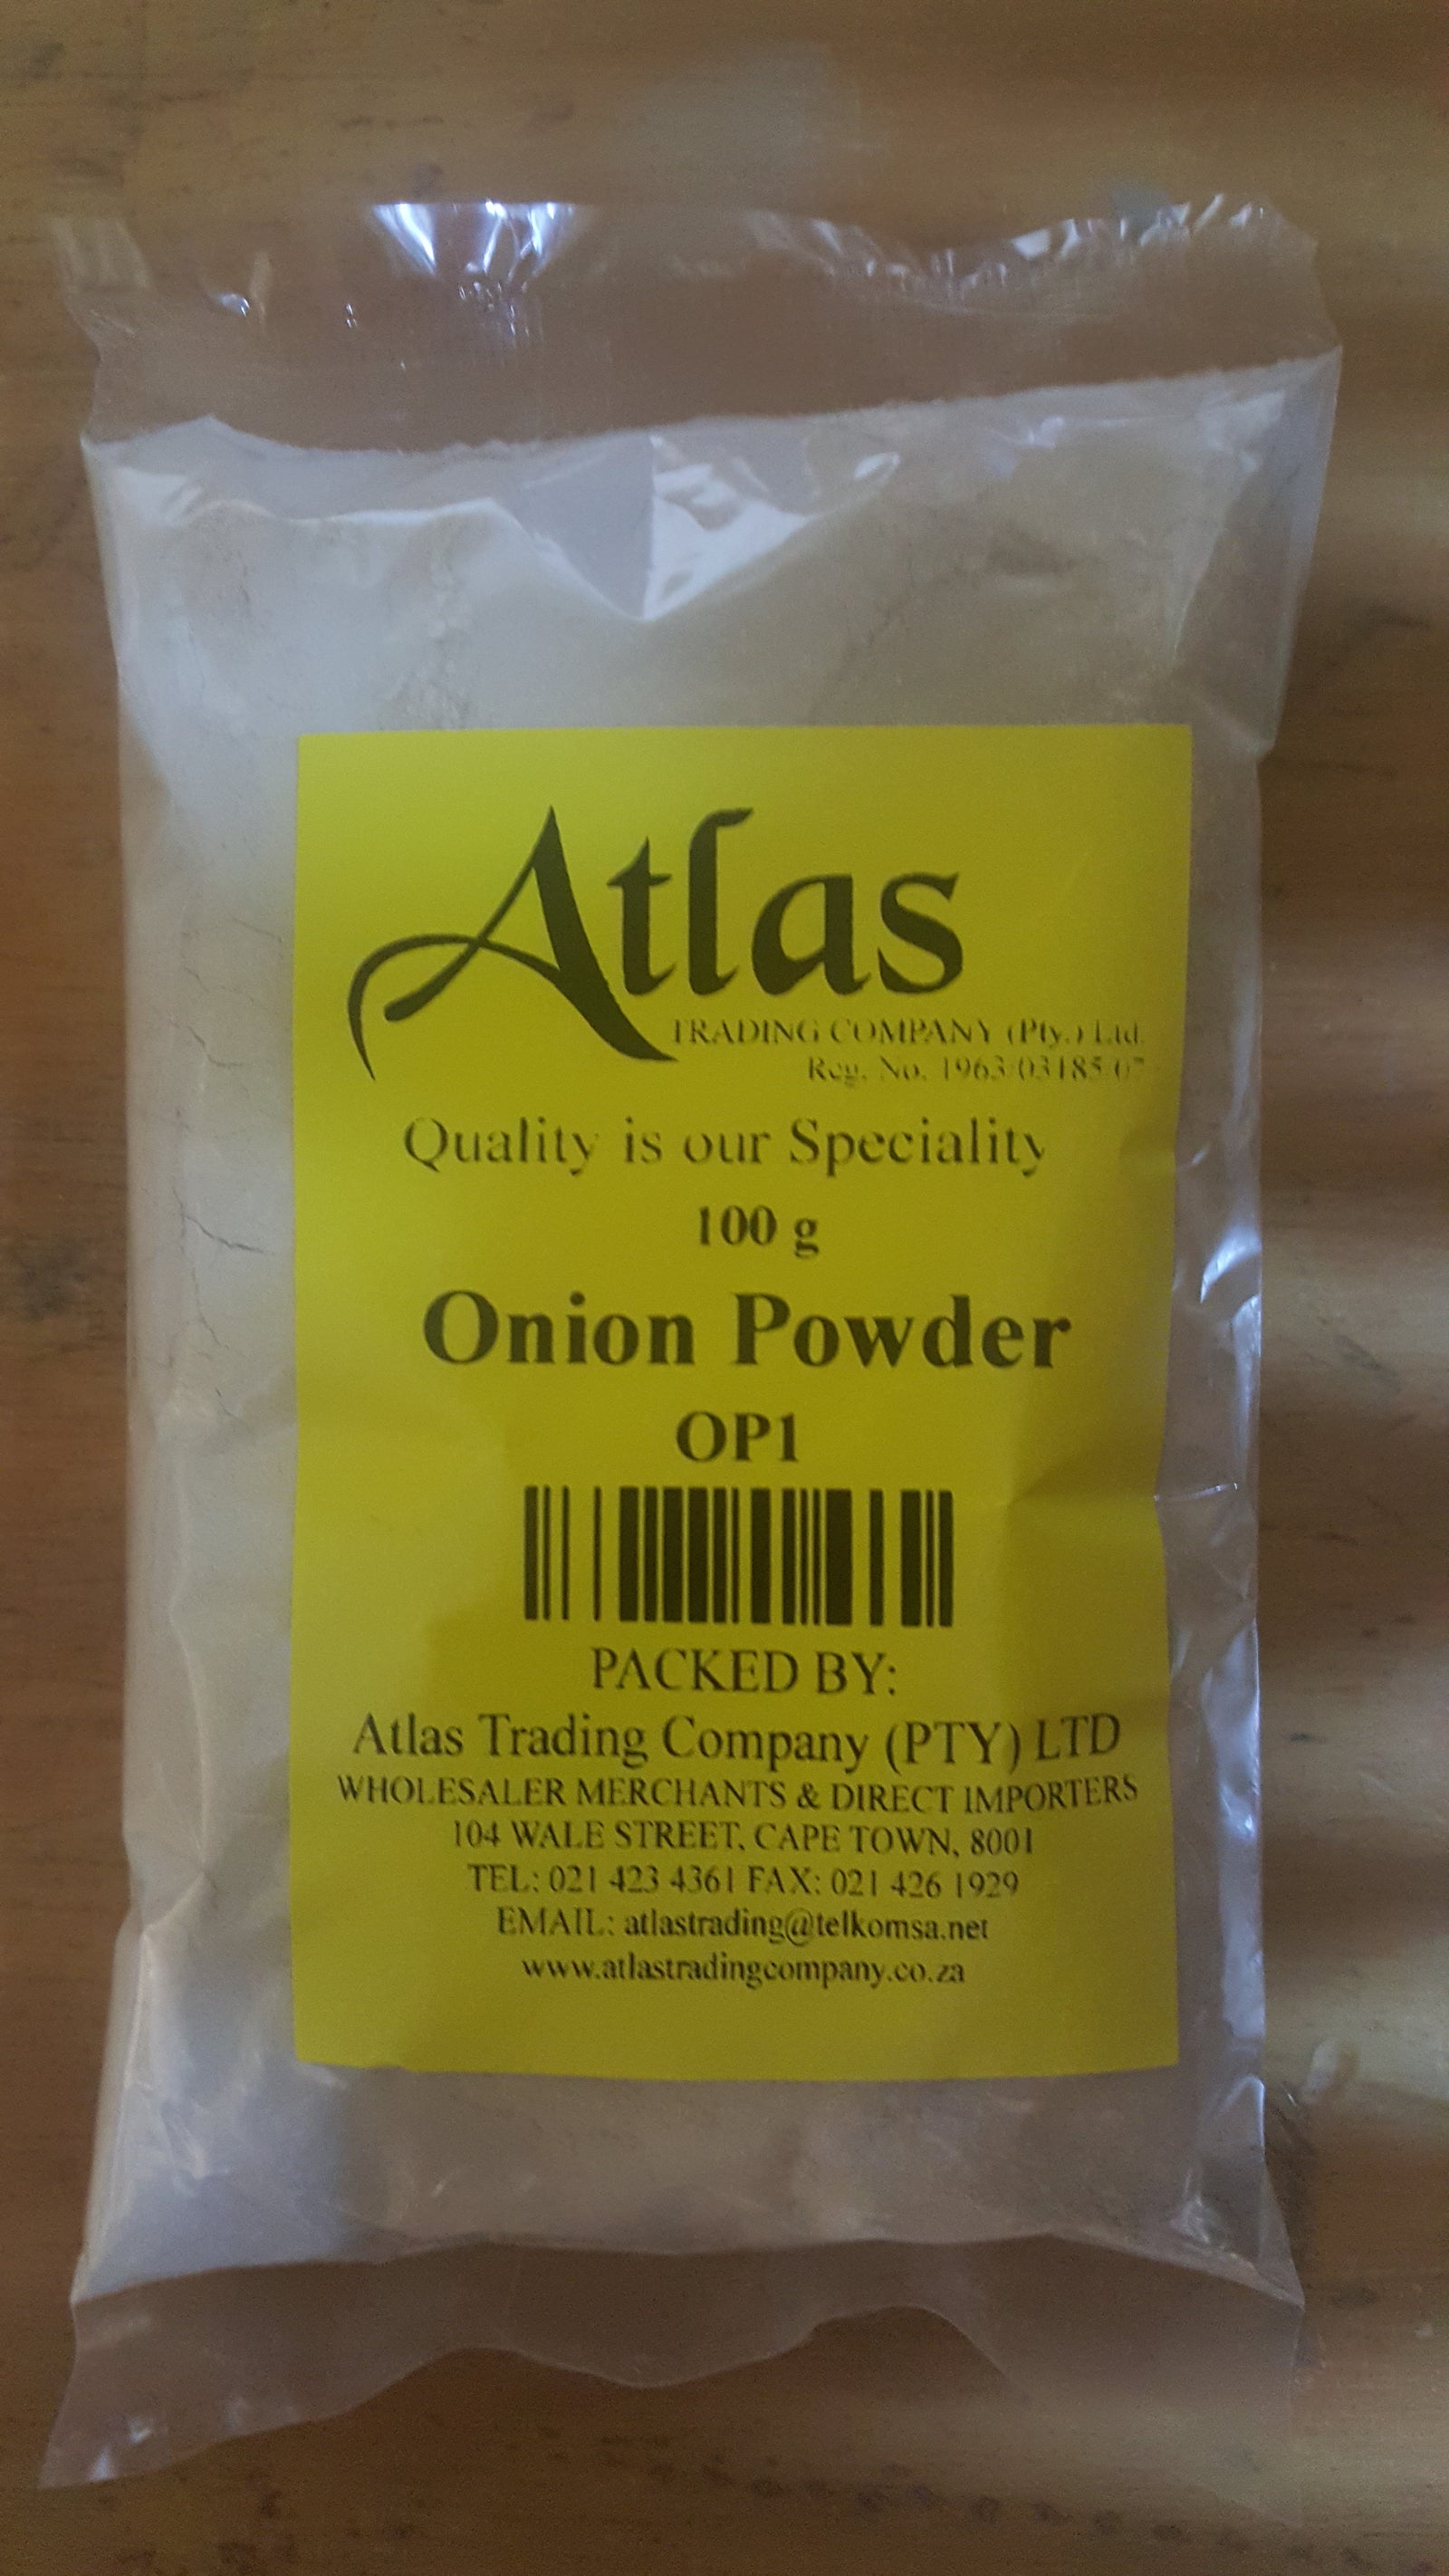 Atlas
TRADING COMPANY (Pty.) Ltd.
Reg. No. 1963/03185/07
Quality is our Speciality
100 g
Onion Powder
OP1
PACKED BY:
Atlas Trading Company (PTY) LTD
WHOLESALER MERCHANTS & DIRECT IMPORTERS
104 WALE STREET, CAPE TOWN, 8001
TEL: 021 423 4361 FAX: 021 426 1929
EMAIL: atlastrading@telkomsa.net
www.atlastradingcompany.co.za